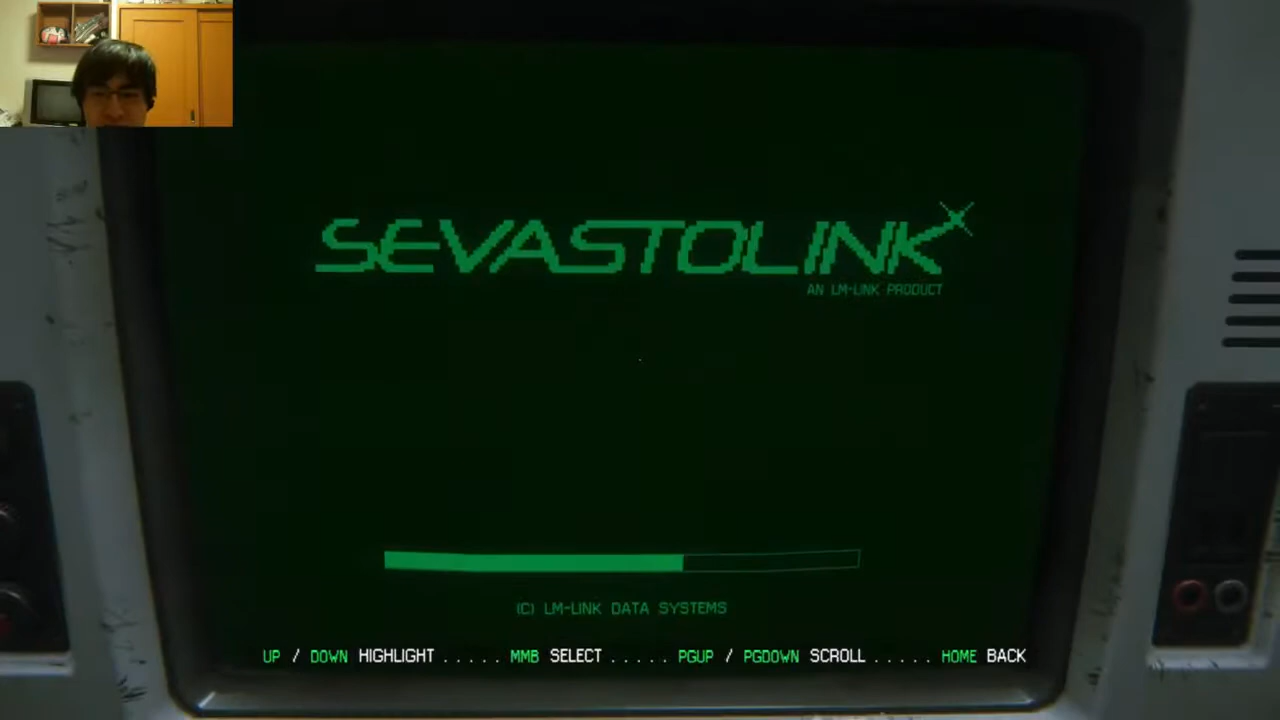 SEVASTOLINK
AN LM-LINK PRODUCT
(C) LM-LINK DATA SYSTEMS
UP / DOWN HIGHLIGHT ..... MMB SELECT ..... PGUP / PGDOWN SCROLL ..... HOME BACK